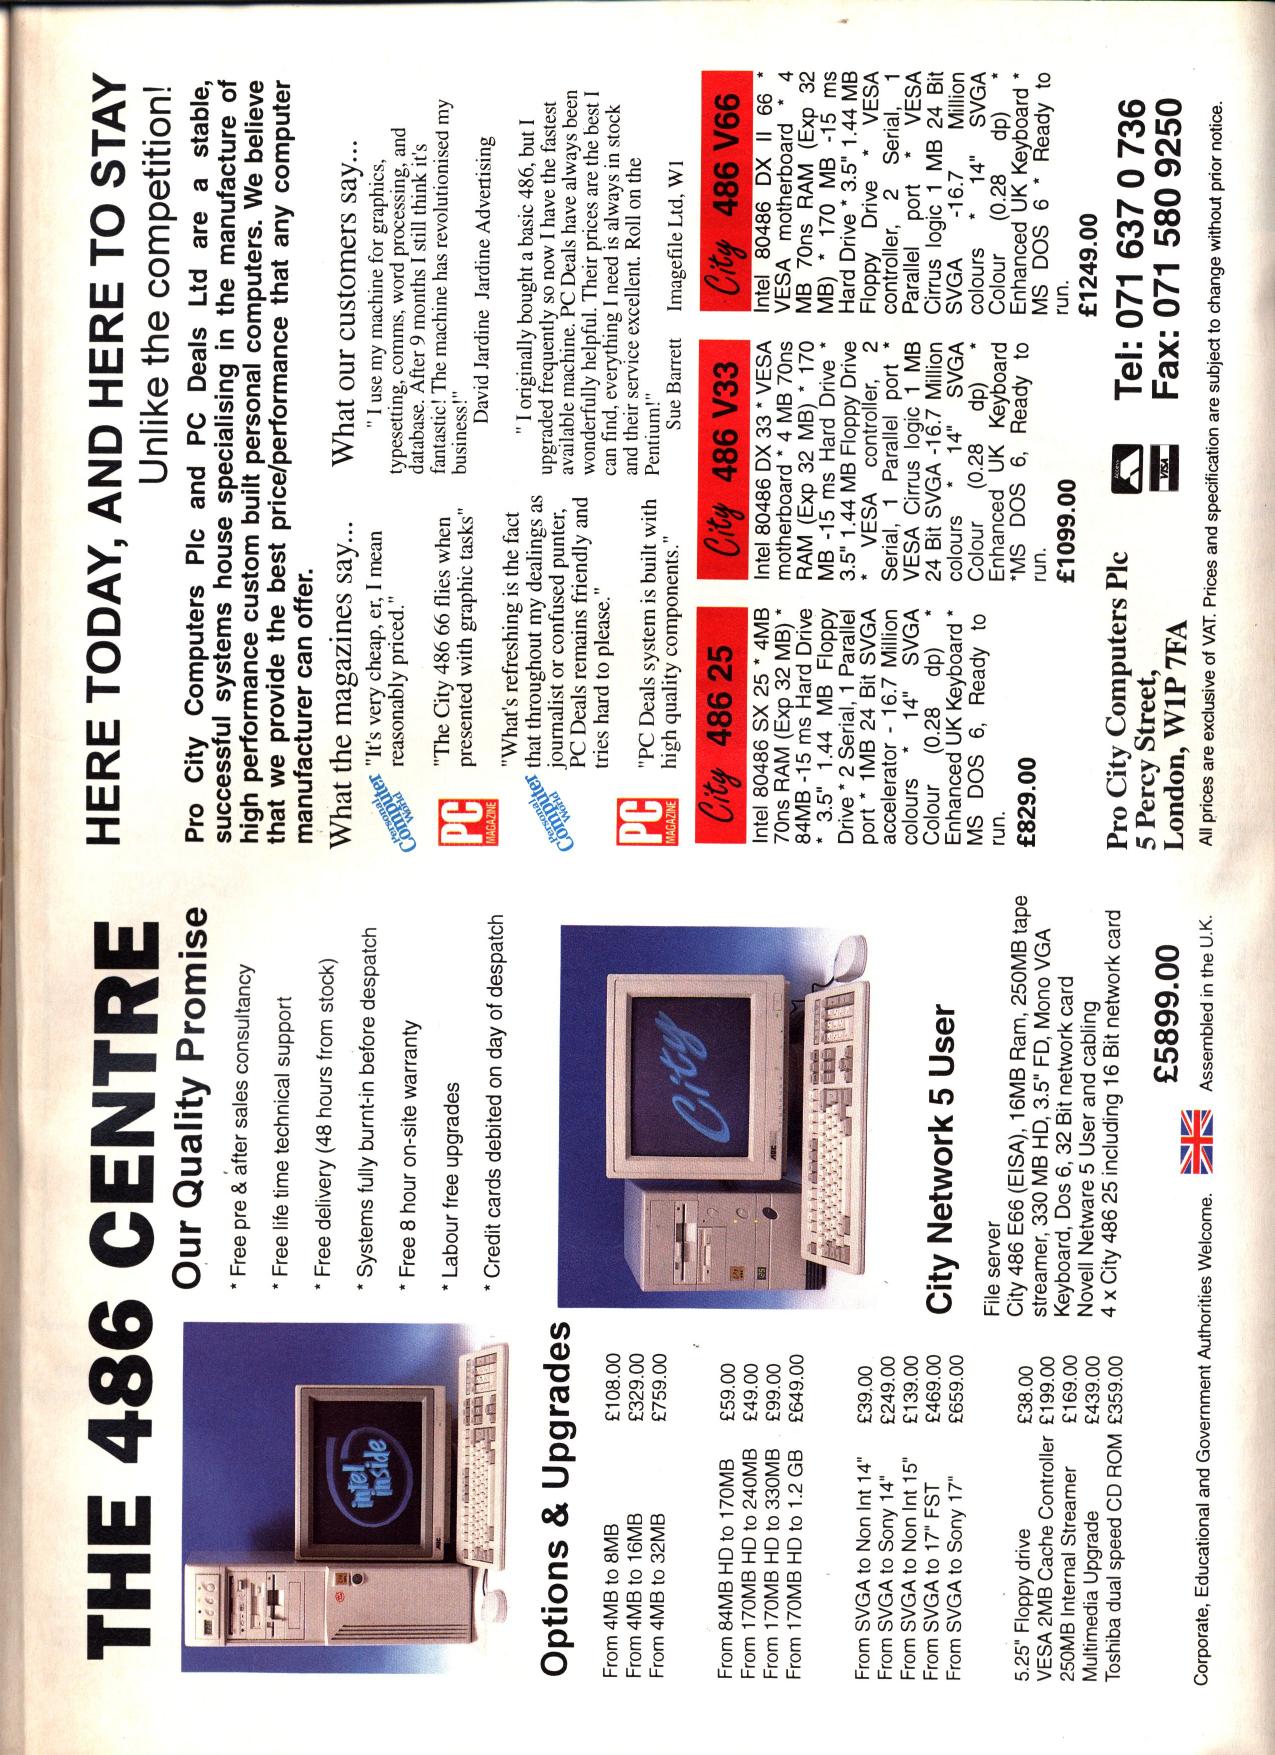 THE 486 CENTRE
Our Quality Promise
* Free pre & after sales consultancy
* Free life time technical support
* Free delivery (48 hours from stock)
* Systems fully burnt-in before despatch
* Free 8 hour on-site warranty
* Labour free upgrades
* Credit cards debited on day of despatch
intel
inside
Options & Upgrades
From 4MB to 8MB £108.00
From 4MB to 16MB £329.00
From 4MB to 32MB £759.00
From 84MB HD to 170MB £59.00
From 170MB HD to 240MB £49.00
From 170MB HD to 330MB £99.00
From 170MB HD to 1.2 GB £649.00
From SVGA to Non Int 14" £39.00
From SVGA to Sony 14" £249.00
From SVGA to Non Int 15" £139.00
From SVGA to 17" FST £469.00
From SVGA to Sony 17" £659.00
5.25" Floppy drive £38.00
VESA 2MB Cache Controller £199.00
250MB Internal Streamer £169.00
Multimedia Upgrade £439.00
Toshiba dual speed CD ROM £359.00
City
City Network 5 User
File server
City 486 E66 (EISA), 16MB Ram, 250MB tape
streamer, 330 MB HD, 3.5" FD, Mono VGA
Keyboard, Dos 6, 32 Bit network card
Novell Netware 5 User and cabling
4 x City 486 25 including 16 Bit network card
£5899.00
Corporate, Educational and Government Authorities Welcome.
Assembled in the U.K.
HERE TODAY, AND HERE TO STAY
Unlike the competition!
Pro City Computers Plc and PC Deals Ltd are a stable,
successful systems house specialising in the manufacture of
high performance custom built personal computers. We believe
that we provide the best price/performance that any computer
manufacturer can offer.
What the magazines say...
Personal
Computer
World
"It's very cheap, er, I mean
reasonably priced."
PC
MAGAZINE
"The City 486 66 flies when
presented with graphic tasks"
Personal
Computer
World
"What's refreshing is the fact
that throughout my dealings as
journalist or confused punter,
PC Deals remains friendly and
tries hard to please."
PC
MAGAZINE
"PC Deals system is built with
high quality components."
What our customers say...
"I use my machine for graphics,
typesetting, comms, word processing, and
database. After 9 months I still think it's
fantastic! The machine has revolutionised my
business!"
David Jardine Jardine Advertising
" I originally bought a basic 486, but I
upgraded frequently so now I have the fastest
available machine. PC Deals have always been
wonderfully helpful. Their prices are the best I
can find, everything I need is always in stock
and their service excellent. Roll on the
Pentium!"
Sue Barrett Imagefile Ltd, W1
City 486 25
Intel 80486 SX 25 * 4MB
70ns RAM (Exp 32 MB) *
84MB -15 ms Hard Drive
* 3.5" 1.44 MB Floppy
Drive * 2 Serial, 1 Parallel
port * 1MB 24 Bit SVGA
accelerator - 16.7 Million
colours * 14" SVGA
Colour (0.28 dp) *
Enhanced UK Keyboard *
MS DOS 6, Ready to
run.
£829.00
City 486 V33
Intel 80486 DX 33 * VESA
motherboard * 4 MB 70ns
RAM (Exp 32 MB) * 170
MB -15 ms Hard Drive *
3.5" 1.44 MB Floppy Drive
* VESA controller, 2
Serial, 1 Parallel port *
VESA Cirrus logic 1 MB
24 Bit SVGA -16.7 Million
colours * 14" SVGA
Colour (0.28 dp) *
Enhanced UK Keyboard
*MS DOS 6, Ready to
run.
£1099.00
City 486 V66
Intel 80486 DX II 66 *
VESA motherboard * 4
MB 70ns RAM (Exp 32
MB) * 170 MB -15 ms
Hard Drive * 3.5" 1.44 MB
Floppy Drive * VESA
controller, 2 Serial, 1
Parallel port * VESA
Cirrus logic 1 MB 24 Bit
SVGA -16.7 Million
colours * 14" SVGA
Colour (0.28 dp) *
Enhanced UK Keyboard *
MS DOS 6 * Ready to
run.
£1249.00
Pro City Computers Plc
5 Percy Street,
London, W1P 7FA
Access
VISA
Tel: 071 637 0 736
Fax: 071 580 9250
All prices are exclusive of VAT. Prices and specification are subject to change without prior notice.